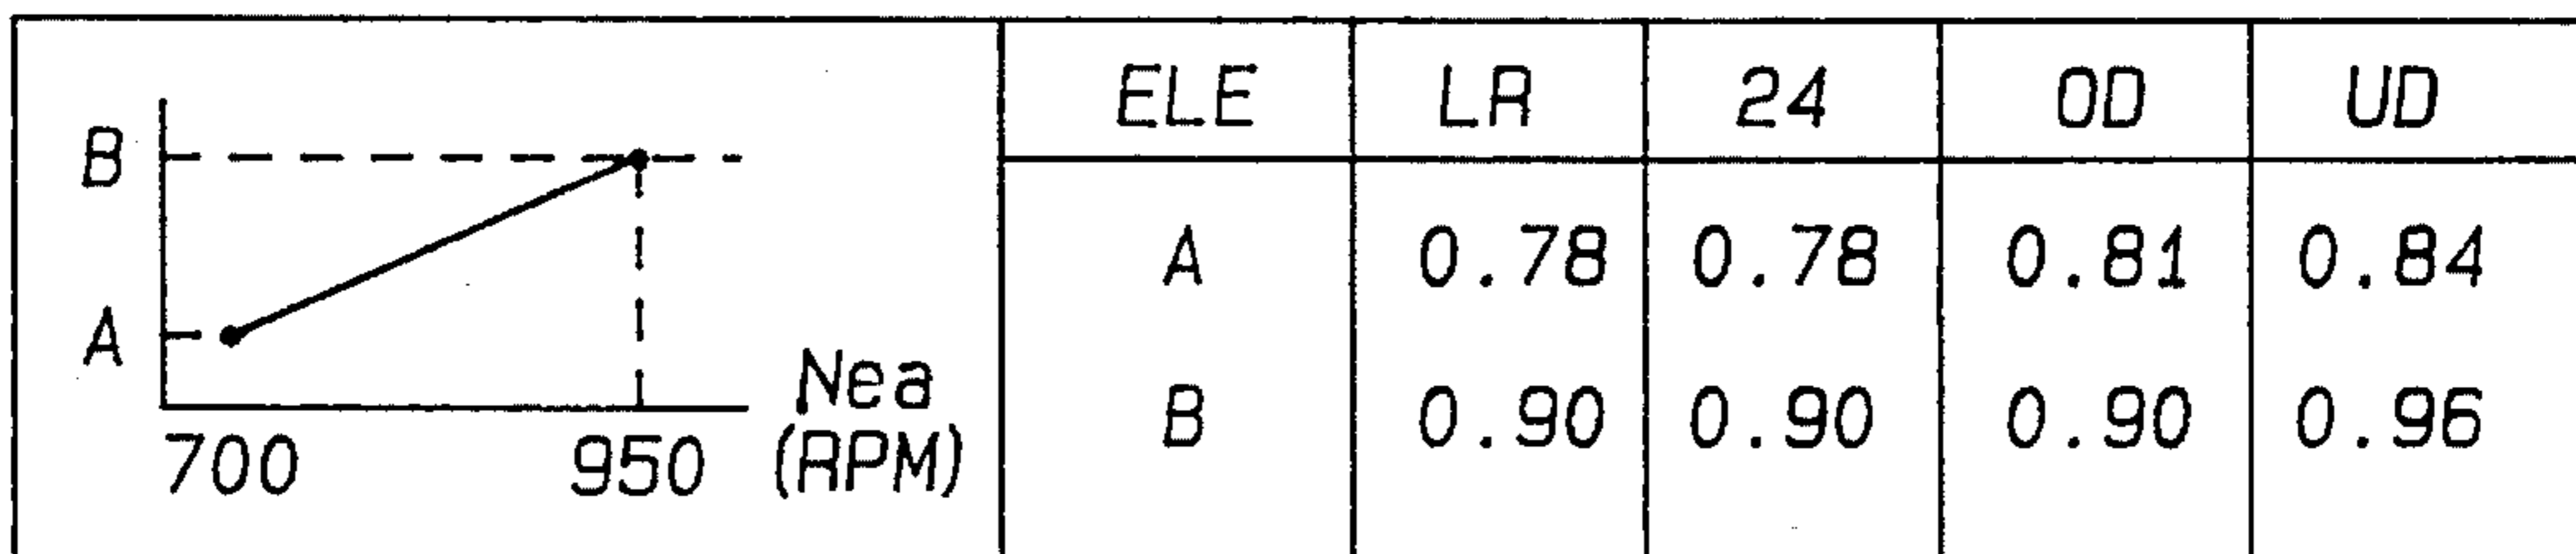 B
A
700 950 Nea
(RPM)
ELE LR 24 OD UD
A 0.78 0.78 0.81 0.84
B 0.90 0.90 0.90 0.96